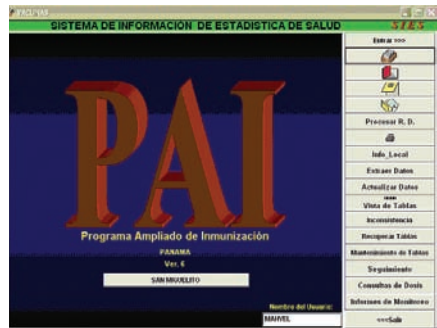 SISTEMA DE INFORMACIÓN DE ESTADISTICA DE SALUD
SIES
Entrar >>>
Procesar R. D.
Info_Local
Extraer Datos
Actualizar Datos
Vista de Tablas
Inconsistencia
Recuperar Tablas
Mantenimiento de Tablas
Seguimiento
Consultas de Dosis
Informes de Monitoreo
<<<Salir
PAI
Programa Ampliado de Inmunización
PANAMA
Ver. 6
SAN MIGUELITO
Nombre del Usuario:
MARVEL